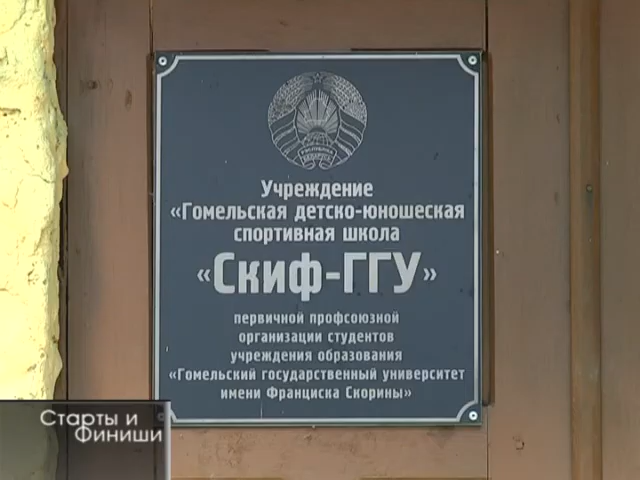 Учреждение
«Гомельская детско-юношеская
спортивная школа
«Скиф-ГГУ»
первичной профсоюзной
организации студентов
учреждения образования
«Гомельский государственный университет
имени Франциска Скорины»
Старты и
Финиши